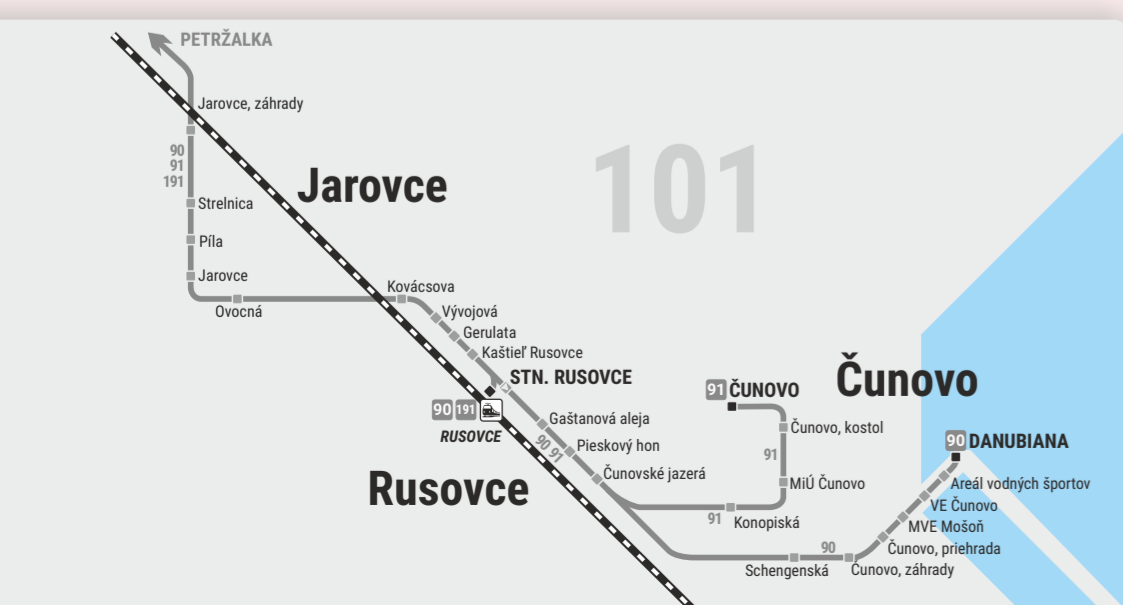 PETRŽALKA
Jarovce, záhrady
90
91
191
Strelnica
Píla
Jarovce
Ovocná
Jarovce
101
Kovácsova
Vývojová
Gerulata
Kaštieľ Rusovce
STN. RUSOVCE
90 191
RUSOVCE
Rusovce
Gaštanová aleja
90 91
Pieskový hon
Čunovské jazerá
91 ČUNOVO
Čunovo
Čunovo, kostol
91
MiÚ Čunovo
91
Konopiská
90 DANUBIANA
Areál vodných športov
VE Čunovo
MVE Mošoň
Čunovo, priehrada
90
Schengenská
Čunovo, záhrady